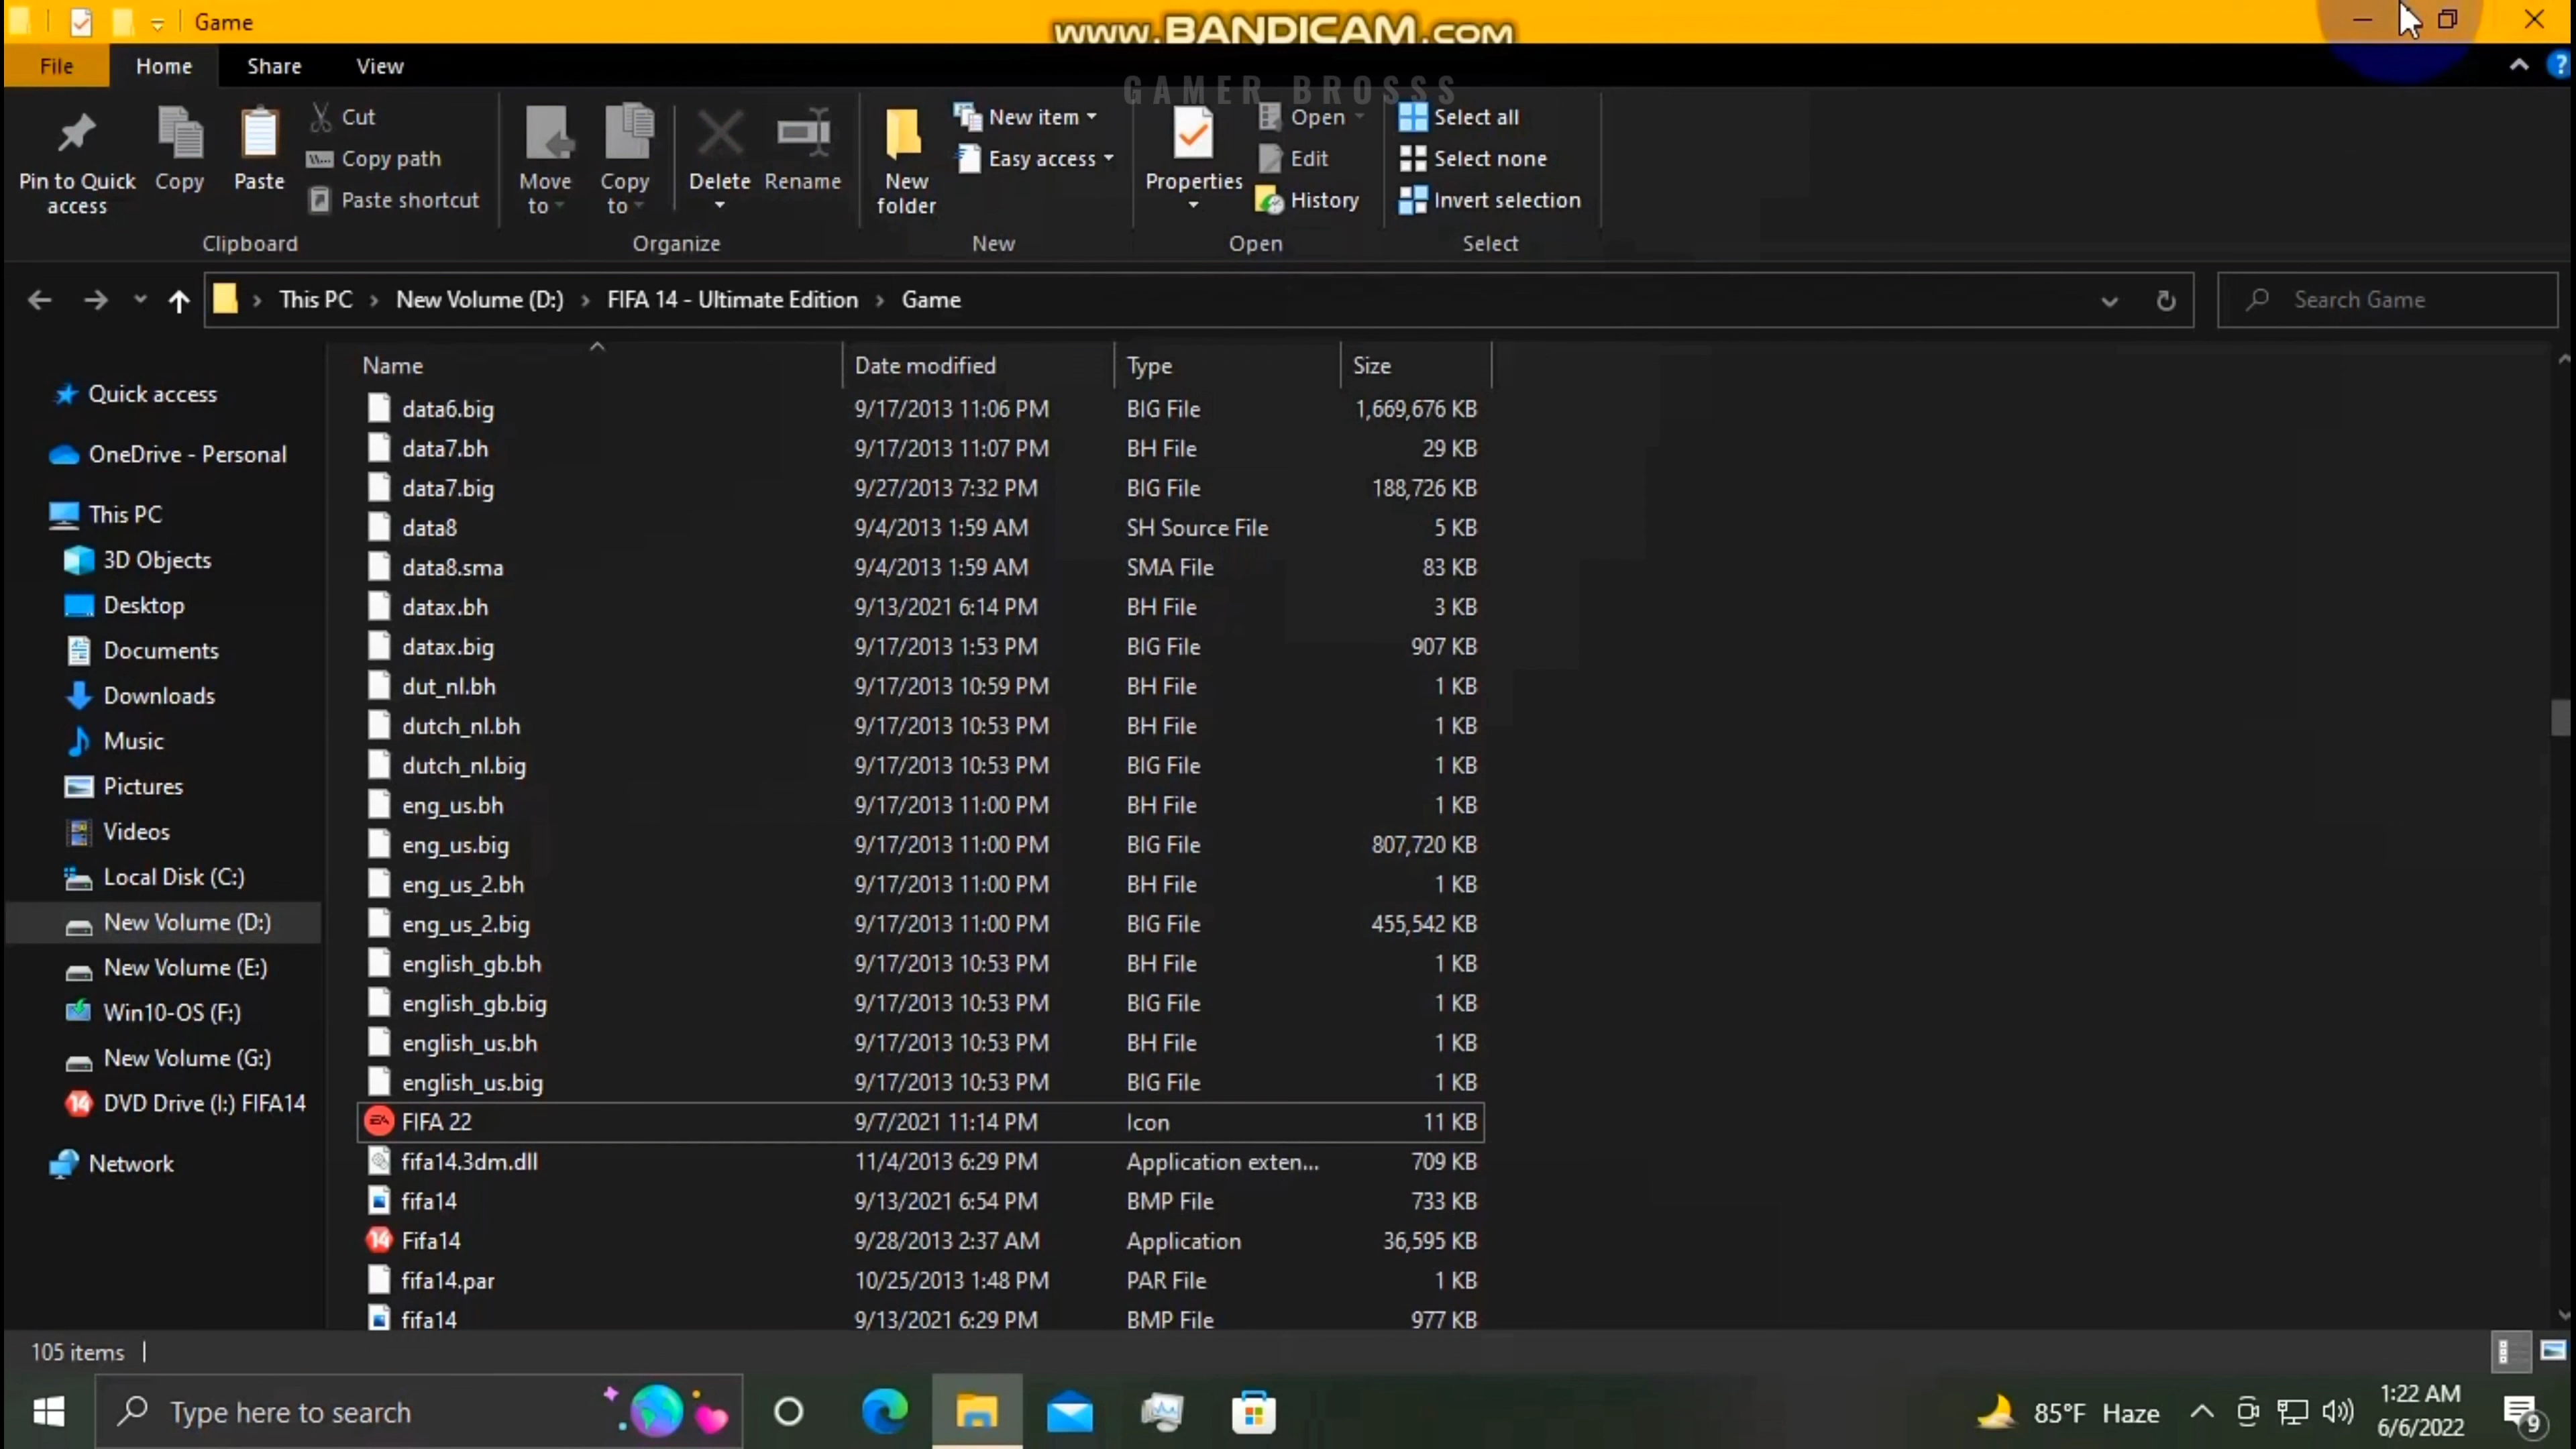 Game
www.BANDICAM.com
File Home Share View
GAMER BROSSS
Pin to Quick access
Copy
Paste
Cut
Copy path
Paste shortcut
Clipboard
Move to
Copy to
Delete
Rename
Organize
New folder
New item
Easy access
New
Properties
Open
Edit
History
Open
Select all
Select none
Invert selection
Select
This PC > New Volume (D:) > FIFA 14 - Ultimate Edition > Game
Search Game
Quick access
OneDrive - Personal
This PC
3D Objects
Desktop
Documents
Downloads
Music
Pictures
Videos
Local Disk (C:)
New Volume (D:)
New Volume (E:)
Win10-OS (F:)
New Volume (G:)
14 DVD Drive (I:) FIFA14
Network
Name Date modified Type Size
data6.big 9/17/2013 11:06 PM BIG File 1,669,676 KB
data7.bh 9/17/2013 11:07 PM BH File 29 KB
data7.big 9/27/2013 7:32 PM BIG File 188,726 KB
data8 9/4/2013 1:59 AM SH Source File 5 KB
data8.sma 9/4/2013 1:59 AM SMA File 83 KB
datax.bh 9/13/2021 6:14 PM BH File 3 KB
datax.big 9/17/2013 1:53 PM BIG File 907 KB
dut_nl.bh 9/17/2013 10:59 PM BH File 1 KB
dutch_nl.bh 9/17/2013 10:53 PM BH File 1 KB
dutch_nl.big 9/17/2013 10:53 PM BIG File 1 KB
eng_us.bh 9/17/2013 11:00 PM BH File 1 KB
eng_us.big 9/17/2013 11:00 PM BIG File 807,720 KB
eng_us_2.bh 9/17/2013 11:00 PM BH File 1 KB
eng_us_2.big 9/17/2013 11:00 PM BIG File 455,542 KB
english_gb.bh 9/17/2013 10:53 PM BH File 1 KB
english_gb.big 9/17/2013 10:53 PM BIG File 1 KB
english_us.bh 9/17/2013 10:53 PM BH File 1 KB
english_us.big 9/17/2013 10:53 PM BIG File 1 KB
EA FIFA 22 9/7/2021 11:14 PM Icon 11 KB
fifa14.3dm.dll 11/4/2013 6:29 PM Application exten... 709 KB
fifa14 9/13/2021 6:54 PM BMP File 733 KB
14 Fifa14 9/28/2013 2:37 AM Application 36,595 KB
fifa14.par 10/25/2013 1:48 PM PAR File 1 KB
fifa14 9/13/2021 6:29 PM BMP File 977 KB
105 items
Type here to search
85°F Haze
1:22 AM
6/6/2022
9